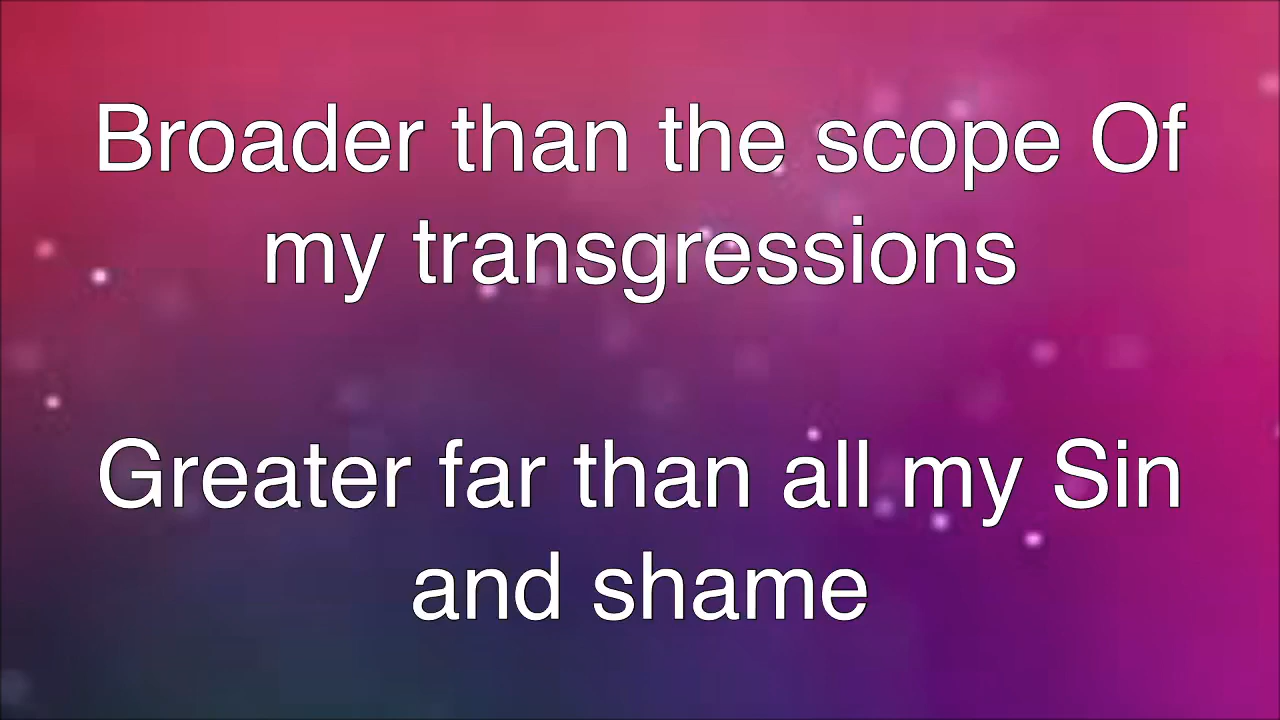 Broader than the scope Of
my transgressions
Greater far than all my Sin
and shame